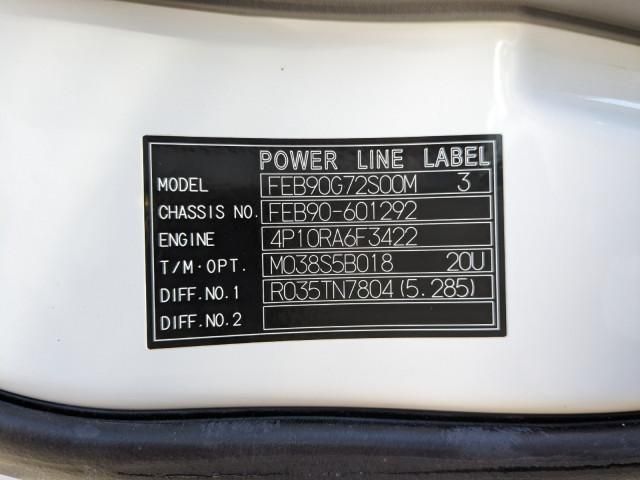 POWER LINE LABEL
MODEL FEB90G72S00M 3
CHASSIS NO. FEB90-601292
ENGINE 4P10RA6F3422
T/M·OPT. M038S5B018 20U
DIFF.NO.1 R035TN7804(5.285)
DIFF.NO.2